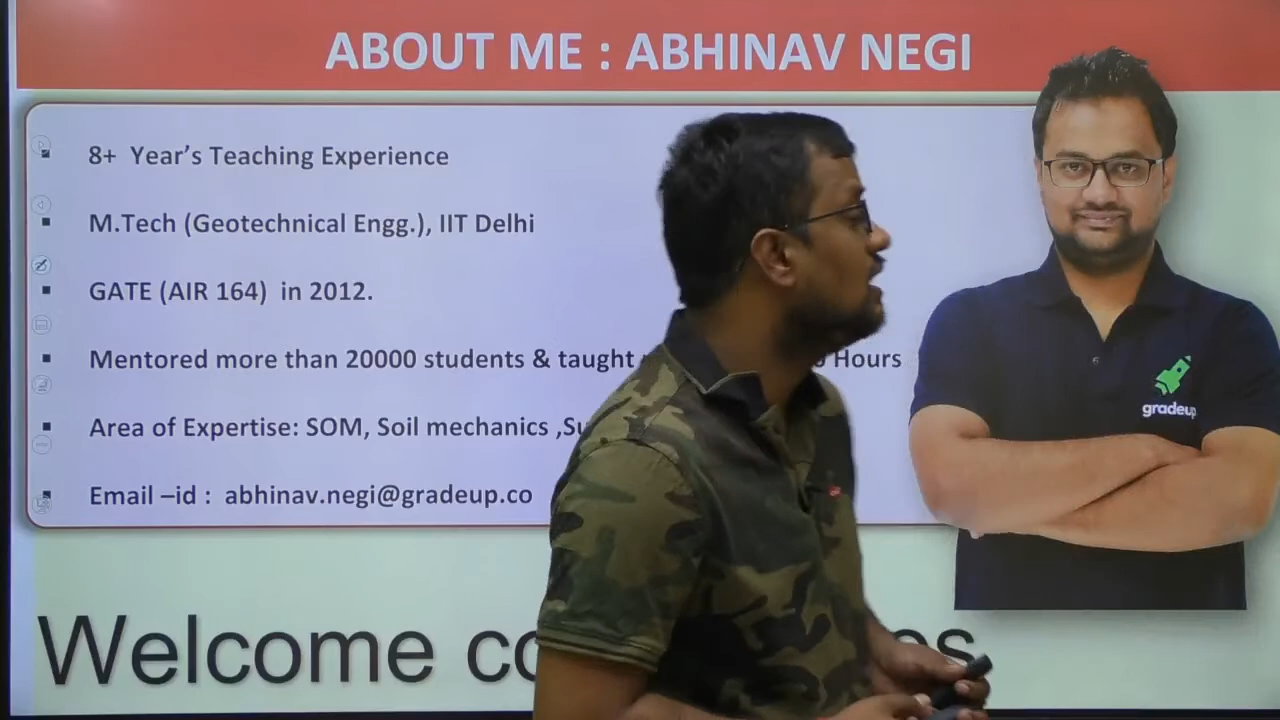 ABOUT ME : ABHINAV NEGI
8+ Year's Teaching Experience
M.Tech (Geotechnical Engg.), IIT Delhi
GATE (AIR 164) in 2012.
Mentored more than 20000 students & taught Hours
Area of Expertise: SOM, Soil mechanics ,Su
Email –id : abhinav.negi@gradeup.co
gradeup
Welcome